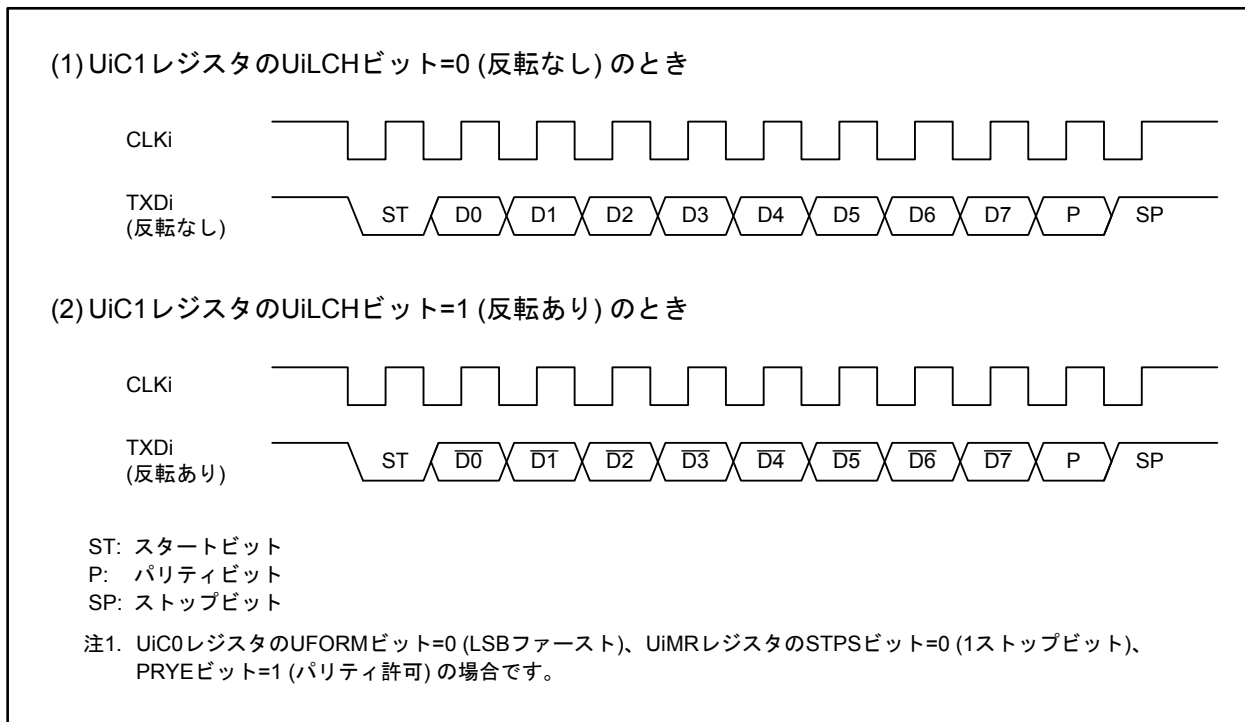 (1) UiC1レジスタのUiLCHビット=0 (反転なし) のとき
CLKi
TXDi
(反転なし)
ST D0 D1 D2 D3 D4 D5 D6 D7 P SP
(2) UiC1レジスタのUiLCHビット=1 (反転あり) のとき
CLKi
TXDi
(反転あり)
ST D̅0̅ D̅1̅ D̅2̅ D̅3̅ D̅4̅ D̅5̅ D̅6̅ D̅7̅ P SP
ST: スタートビット
P: パリティビット
SP: ストップビット
注1. UiC0レジスタのUFORMビット=0 (LSBファースト)、UiMRレジスタのSTPSビット=0 (1ストップビット)、
PRYEビット=1 (パリティ許可) の場合です。